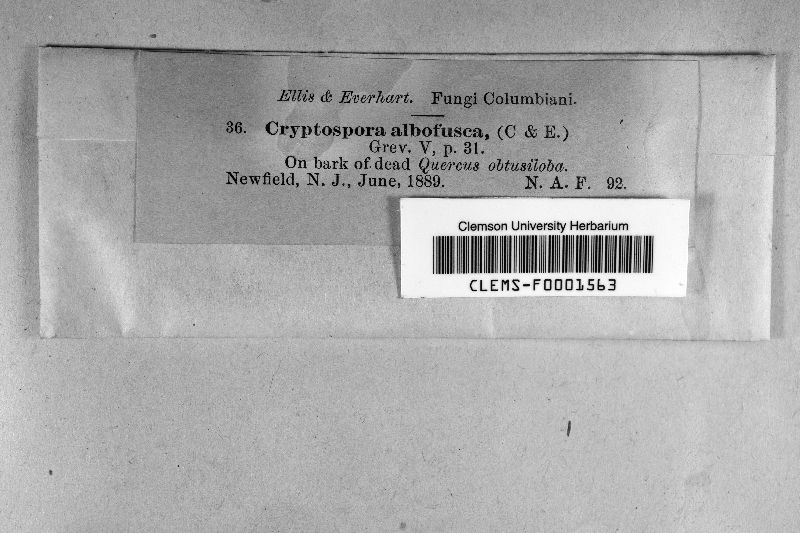 Ellis & Everhart. Fungi Columbiani.
36. Cryptospora albofusca, (C & E.)
Grev. V, p. 31.
On bark of dead Quercus obtusiloba.
Newfield, N. J., June, 1889. N. A. F. 92.
Clemson University Herbarium
CLEMS-F0001563